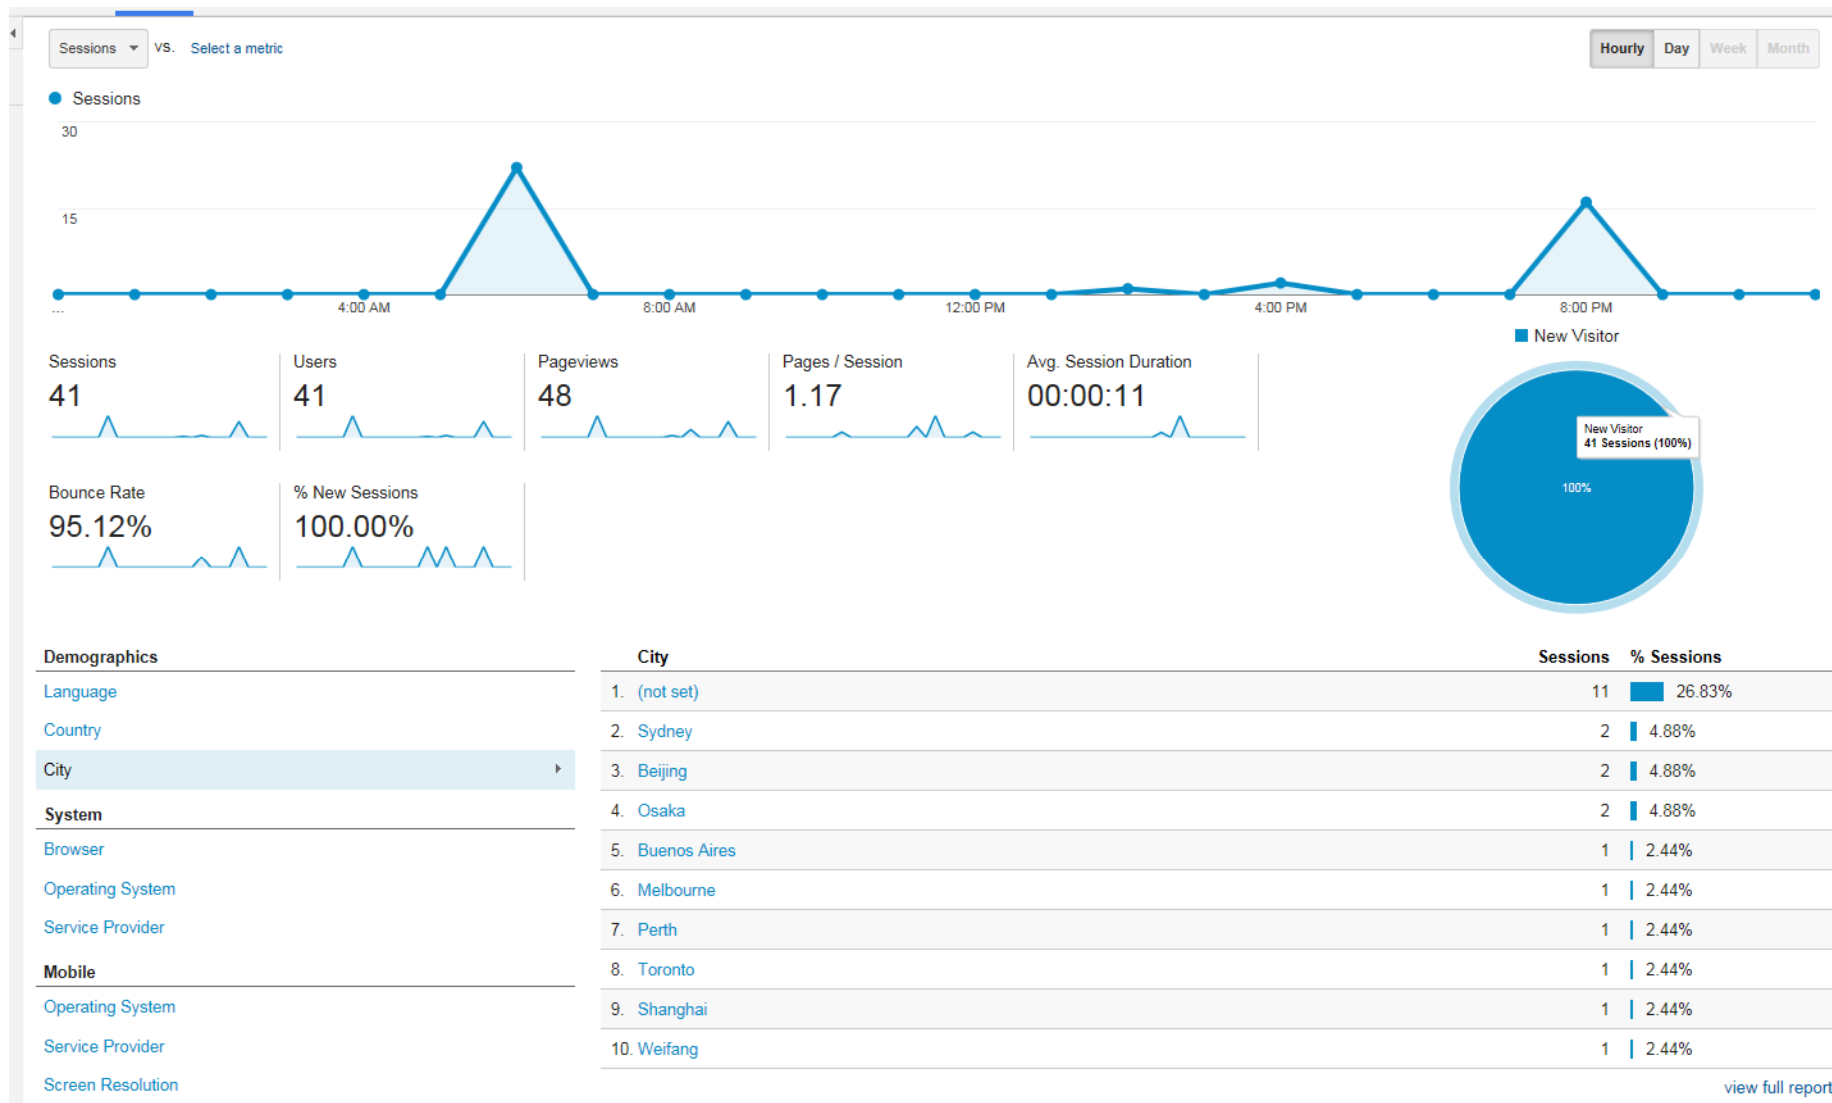 Sessions VS. Select a metric Hourly Day Week Month
Sessions
30
15
... 4:00 AM 8:00 AM 12:00 PM 4:00 PM 8:00 PM
New Visitor
Sessions Users Pageviews Pages / Session Avg. Session Duration
41 41 48 1.17 00:00:11
New Visitor
41 Sessions (100%)
100%
Bounce Rate % New Sessions
95.12% 100.00%
Demographics
Language
Country
City
System
Browser
Operating System
Service Provider
Mobile
Operating System
Service Provider
Screen Resolution
City Sessions % Sessions
1. (not set) 11 26.83%
2. Sydney 2 4.88%
3. Beijing 2 4.88%
4. Osaka 2 4.88%
5. Buenos Aires 1 2.44%
6. Melbourne 1 2.44%
7. Perth 1 2.44%
8. Toronto 1 2.44%
9. Shanghai 1 2.44%
10. Weifang 1 2.44%
view full report